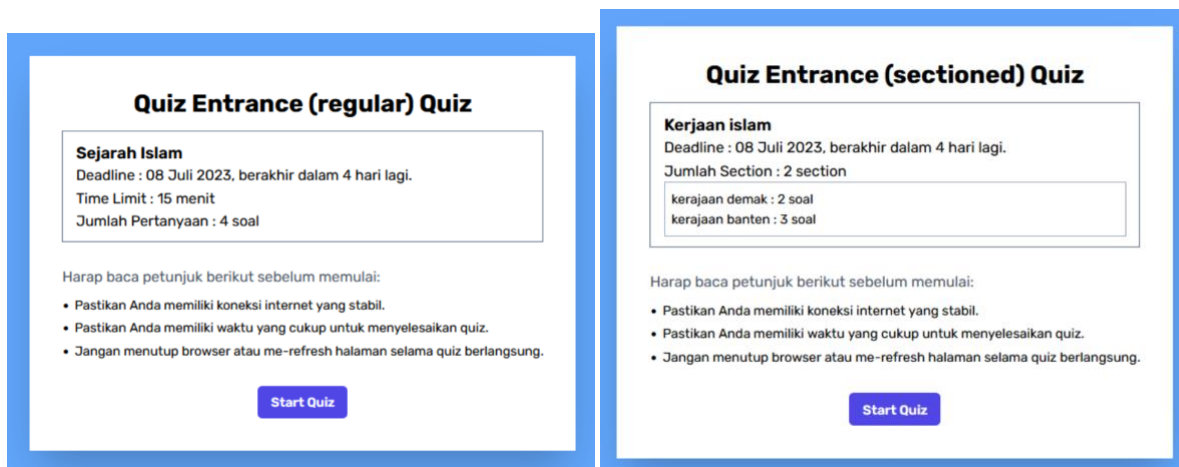 Quiz Entrance (regular) Quiz
Sejarah Islam
Deadline : 08 Juli 2023, berakhir dalam 4 hari lagi.
Time Limit : 15 menit
Jumlah Pertanyaan : 4 soal
Harap baca petunjuk berikut sebelum memulai:
• Pastikan Anda memiliki koneksi internet yang stabil.
• Pastikan Anda memiliki waktu yang cukup untuk menyelesaikan quiz.
• Jangan menutup browser atau me-refresh halaman selama quiz berlangsung.
Start Quiz
Quiz Entrance (sectioned) Quiz
Kerjaan islam
Deadline : 08 Juli 2023, berakhir dalam 4 hari lagi.
Jumlah Section : 2 section
kerajaan demak : 2 soal
kerajaan banten : 3 soal
Harap baca petunjuk berikut sebelum memulai:
• Pastikan Anda memiliki koneksi internet yang stabil.
• Pastikan Anda memiliki waktu yang cukup untuk menyelesaikan quiz.
• Jangan menutup browser atau me-refresh halaman selama quiz berlangsung.
Start Quiz